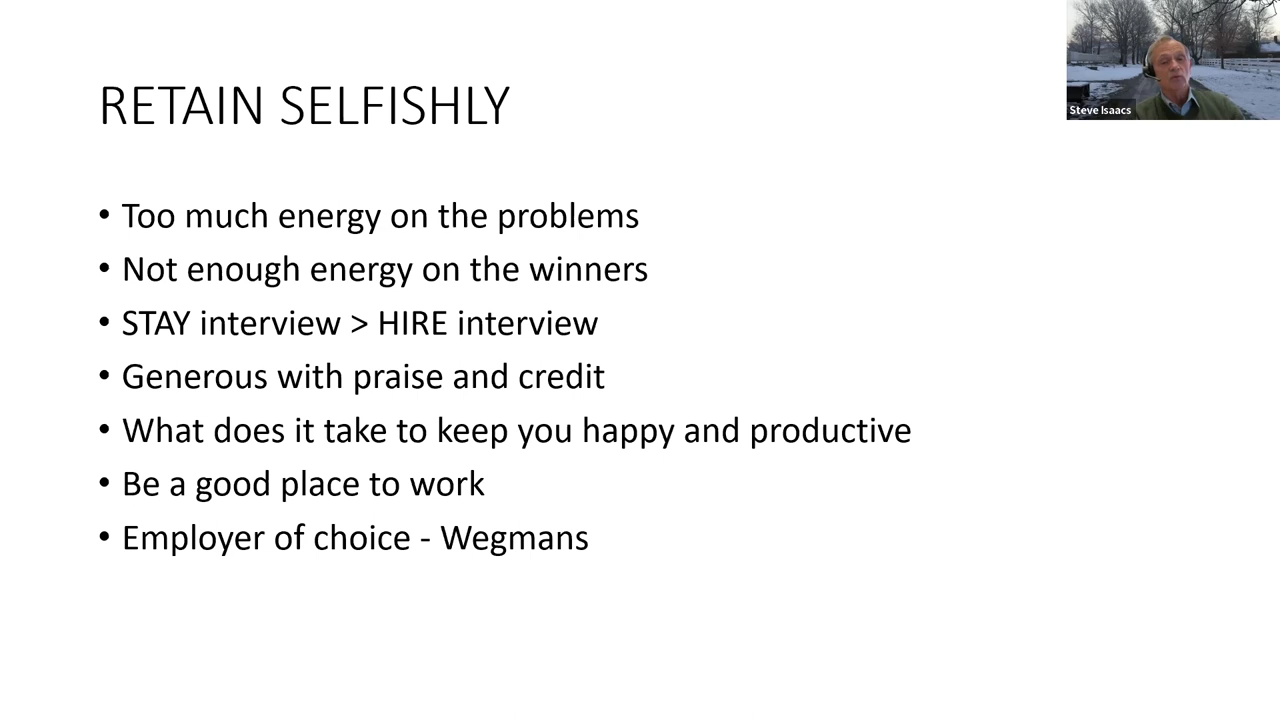 RETAIN SELFISHLY
Steve Isaacs
• Too much energy on the problems
• Not enough energy on the winners
• STAY interview > HIRE interview
• Generous with praise and credit
• What does it take to keep you happy and productive
• Be a good place to work
• Employer of choice - Wegmans